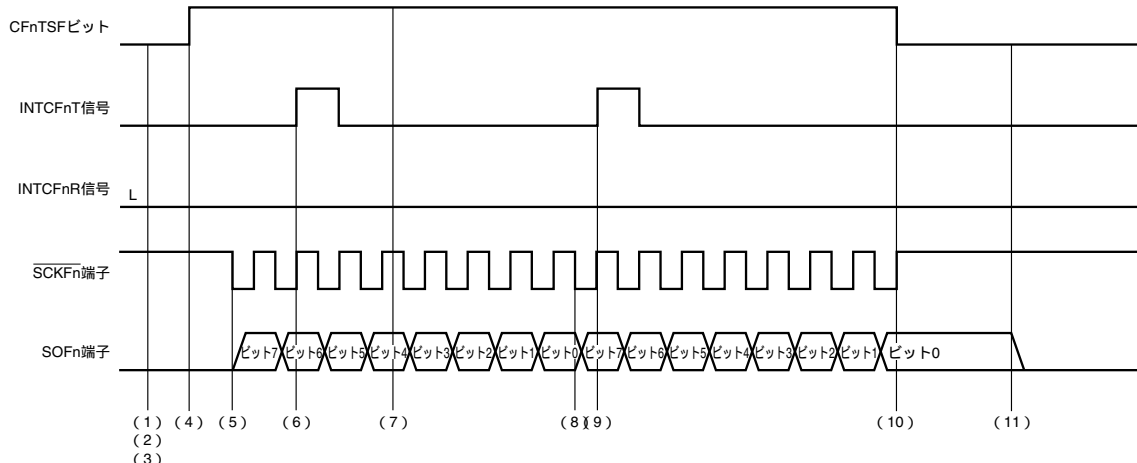 CFnTSFビット
INTCFnT信号
INTCFnR信号 L
SCKFn端子
SOFn端子 ビット7 ビット6 ビット5 ビット4 ビット3 ビット2 ビット1 ビット0 ビット7 ビット6 ビット5 ビット4 ビット3 ビット2 ビット1 ビット0
(1) (4) (5) (6) (7) (8) (9) (10) (11)
(2)
(3)